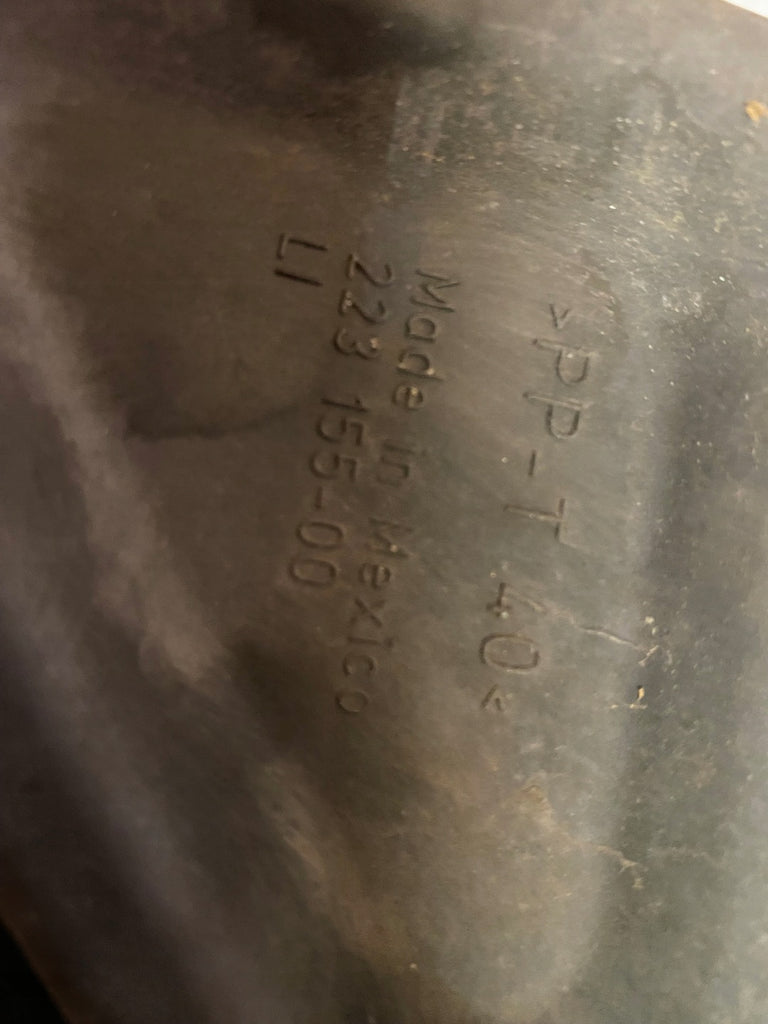 >PP-T 40<
Made in Mexico
223 155-00
LI